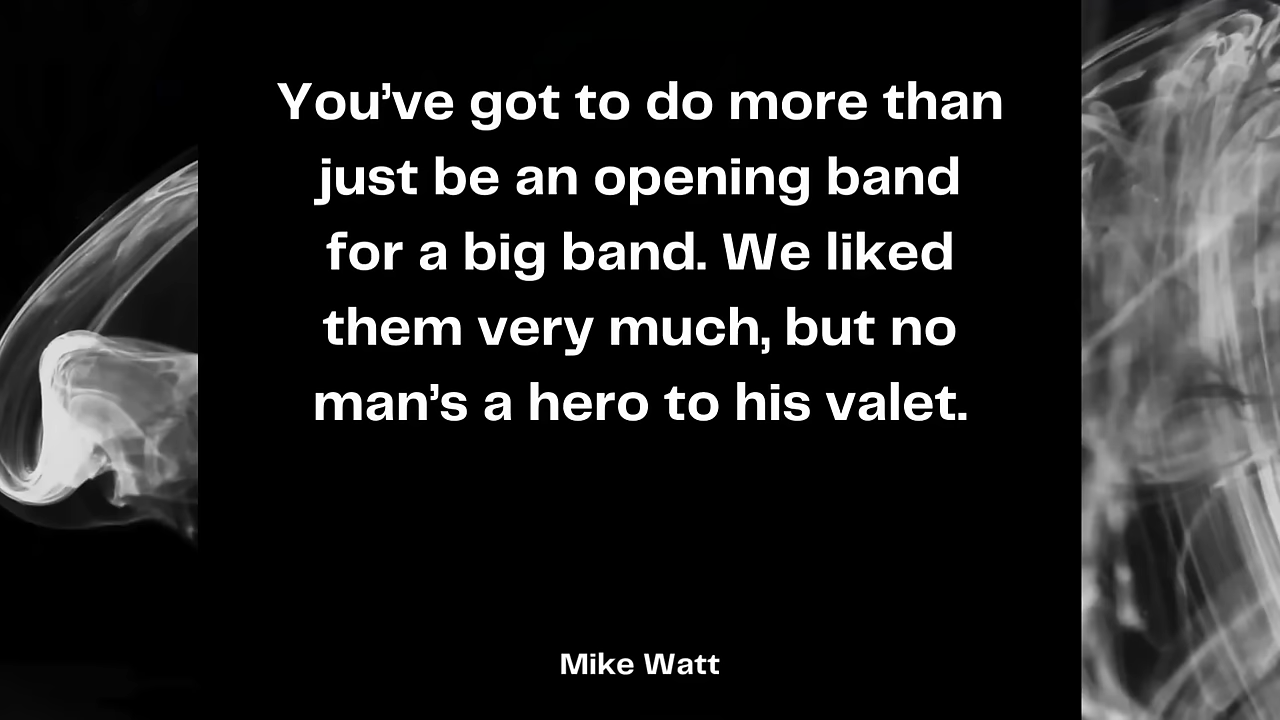 You’ve got to do more than
just be an opening band
for a big band. We liked
them very much, but no
man’s a hero to his valet.
Mike Watt